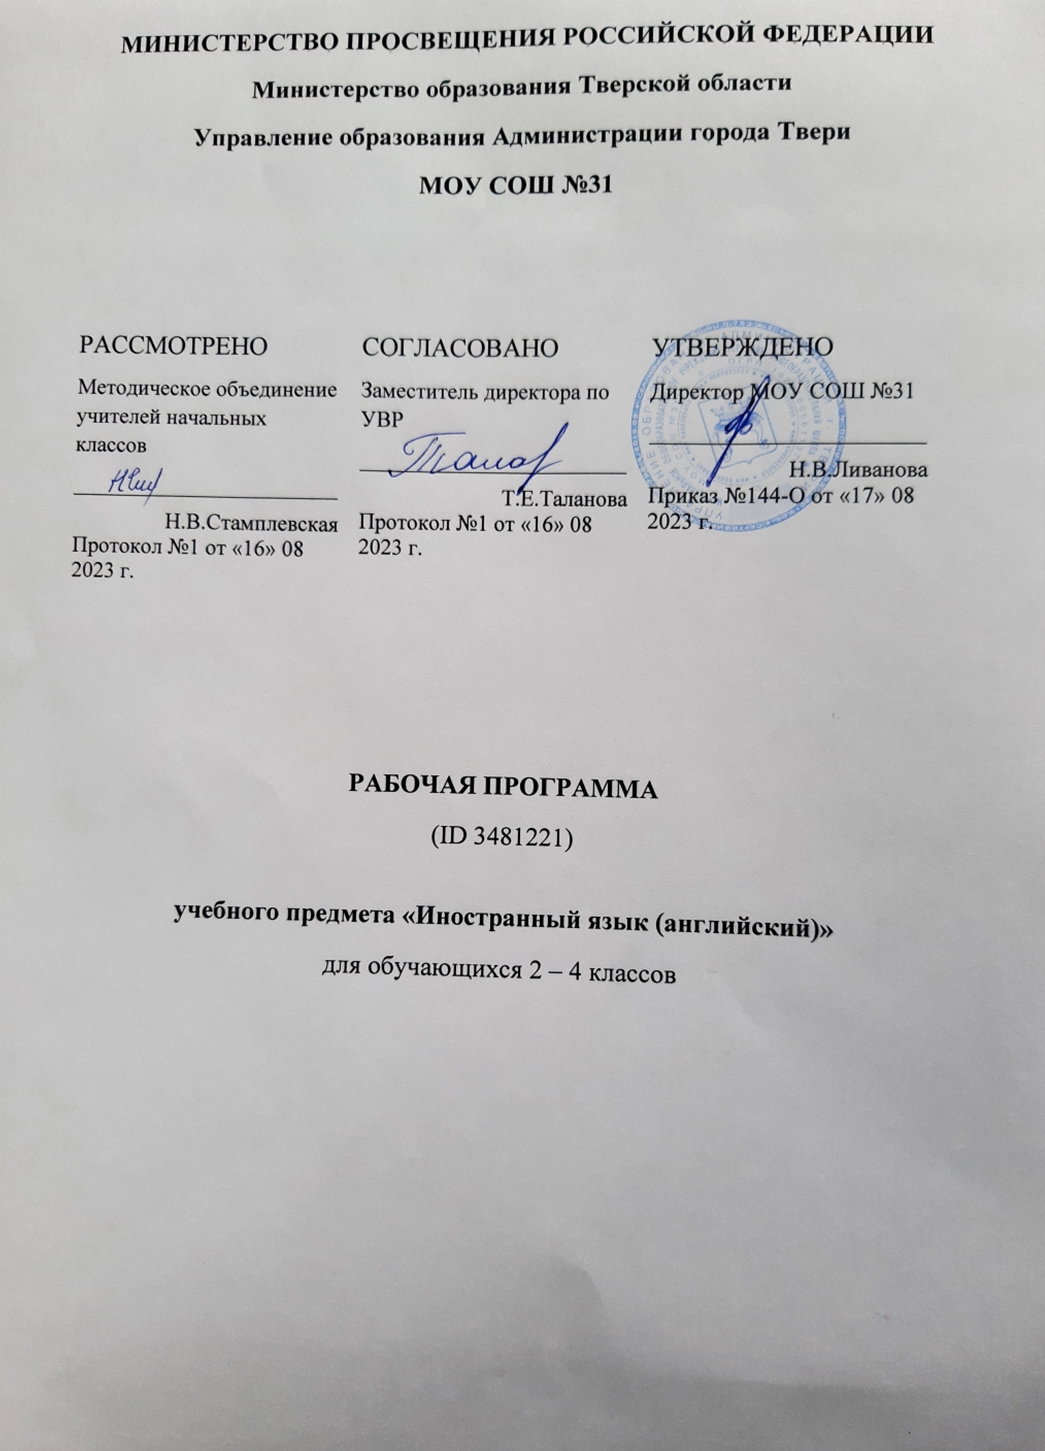 МИНИСТЕРСТВО ПРОСВЕЩЕНИЯ РОССИЙСКОЙ ФЕДЕРАЦИИ
Министерство образования Тверской области
Управление образования Администрации города Твери
МОУ СОШ №31
РАССМОТРЕНО
Методическое объединение
учителей начальных
классов
Н.В.Стамплевская
Протокол №1 от «16» 08
2023 г.
СОГЛАСОВАНО
Заместитель директора по
УВР
Т.Е.Таланова
Протокол №1 от «16» 08
2023 г.
УТВЕРЖДЕНО
Директор МОУ СОШ №31
Н.В.Ливанова
Приказ №144-О от «17» 08
2023 г.
РАБОЧАЯ ПРОГРАММА
(ID 3481221)
учебного предмета «Иностранный язык (английский)»
для обучающихся 2 – 4 классов